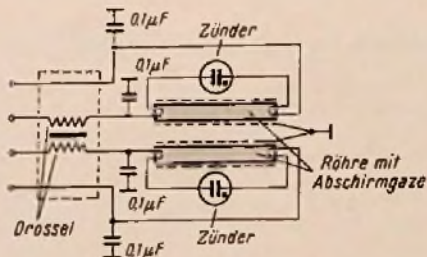 0,1µF
Zünder
0,1µF
Röhre mit
Abschirmgaze
0,1µF
Drossel
0,1µF
Zünder